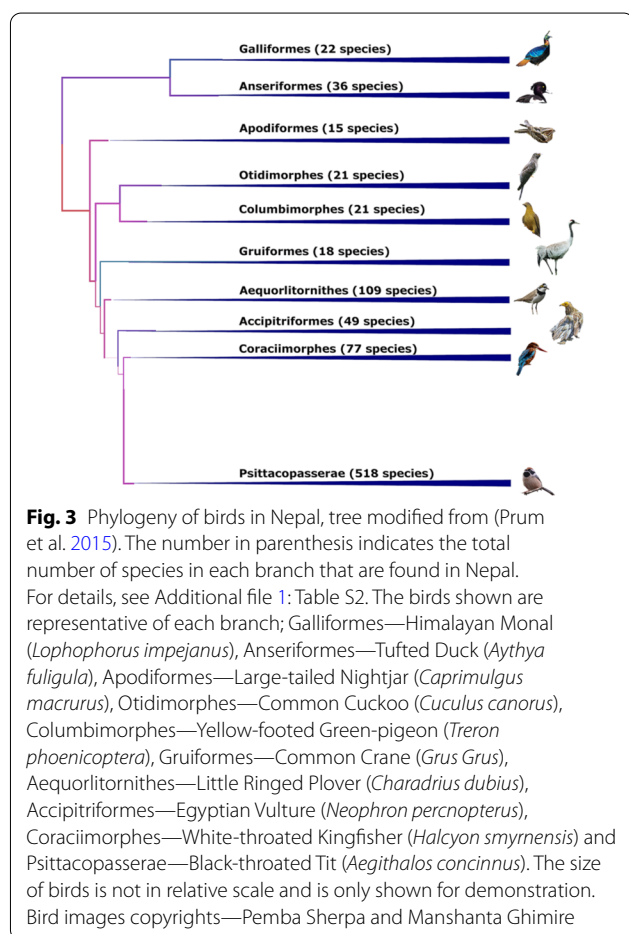 Galliformes (22 species)
Anseriformes (36 species)
Apodiformes (15 species)
Otidimorphes (21 species)
Columbimorphes (21 species)
Gruiformes (18 species)
Aequorlitornithes (109 species)
Accipitriformes (49 species)
Coraciimorphes (77 species)
Psittacopasserae (518 species)
Fig. 3 Phylogeny of birds in Nepal, tree modified from (Prum
et al. 2015). The number in parenthesis indicates the total
number of species in each branch that are found in Nepal.
For details, see Additional file 1: Table S2. The birds shown are
representative of each branch; Galliformes—Himalayan Monal
(Lophophorus impejanus), Anseriformes—Tufted Duck (Aythya
fuligula), Apodiformes—Large-tailed Nightjar (Caprimulgus
macrurus), Otidimorphes—Common Cuckoo (Cuculus canorus),
Columbimorphes—Yellow-footed Green-pigeon (Treron
phoenicoptera), Gruiformes—Common Crane (Grus Grus),
Aequorlitornithes—Little Ringed Plover (Charadrius dubius),
Accipitriformes—Egyptian Vulture (Neophron percnopterus),
Coraciimorphes—White-throated Kingfisher (Halcyon smyrnensis) and
Psittacopasserae—Black-throated Tit (Aegithalos concinnus). The size
of birds is not in relative scale and is only shown for demonstration.
Bird images copyrights—Pemba Sherpa and Manshanta Ghimire